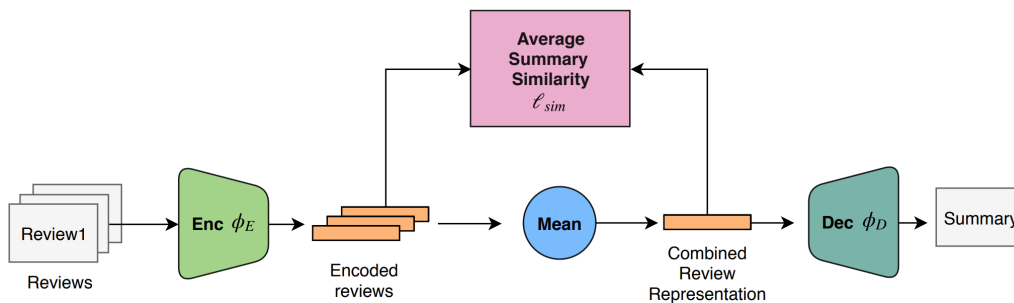 Average
Summary
Similarity
ℓ sim
Review1
Enc ϕE
Mean
Dec ϕD
Summary
Reviews
Encoded
reviews
Combined
Review
Representation